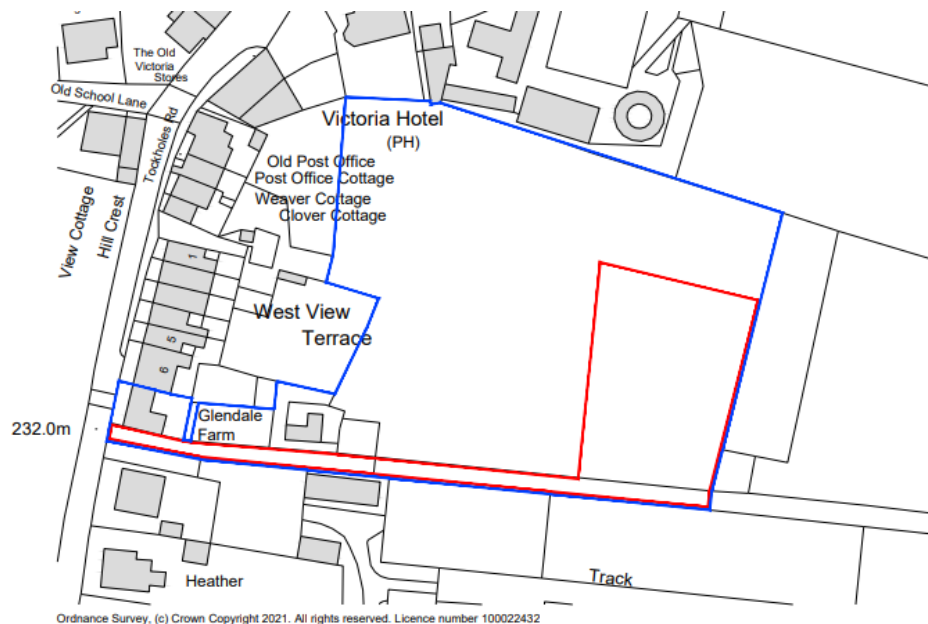 The Old
Victoria
Stores
Old School Lane
Tockholes Rd
Victoria Hotel
(PH)
Old Post Office
Post Office Cottage
Weaver Cottage
Clover Cottage
View Cottage
Hill Crest
1
West View
Terrace
5
6
Glendale
Farm
232.0m
Heather
Track
Ordnance Survey, (c) Crown Copyright 2021. All rights reserved. Licence number 100022432